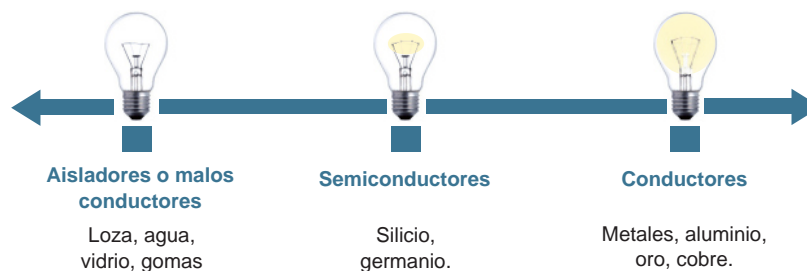 Aisladores o malos
conductores
Loza, agua,
vidrio, gomas
Semiconductores
Silicio,
germanio.
Conductores
Metales, aluminio,
oro, cobre.